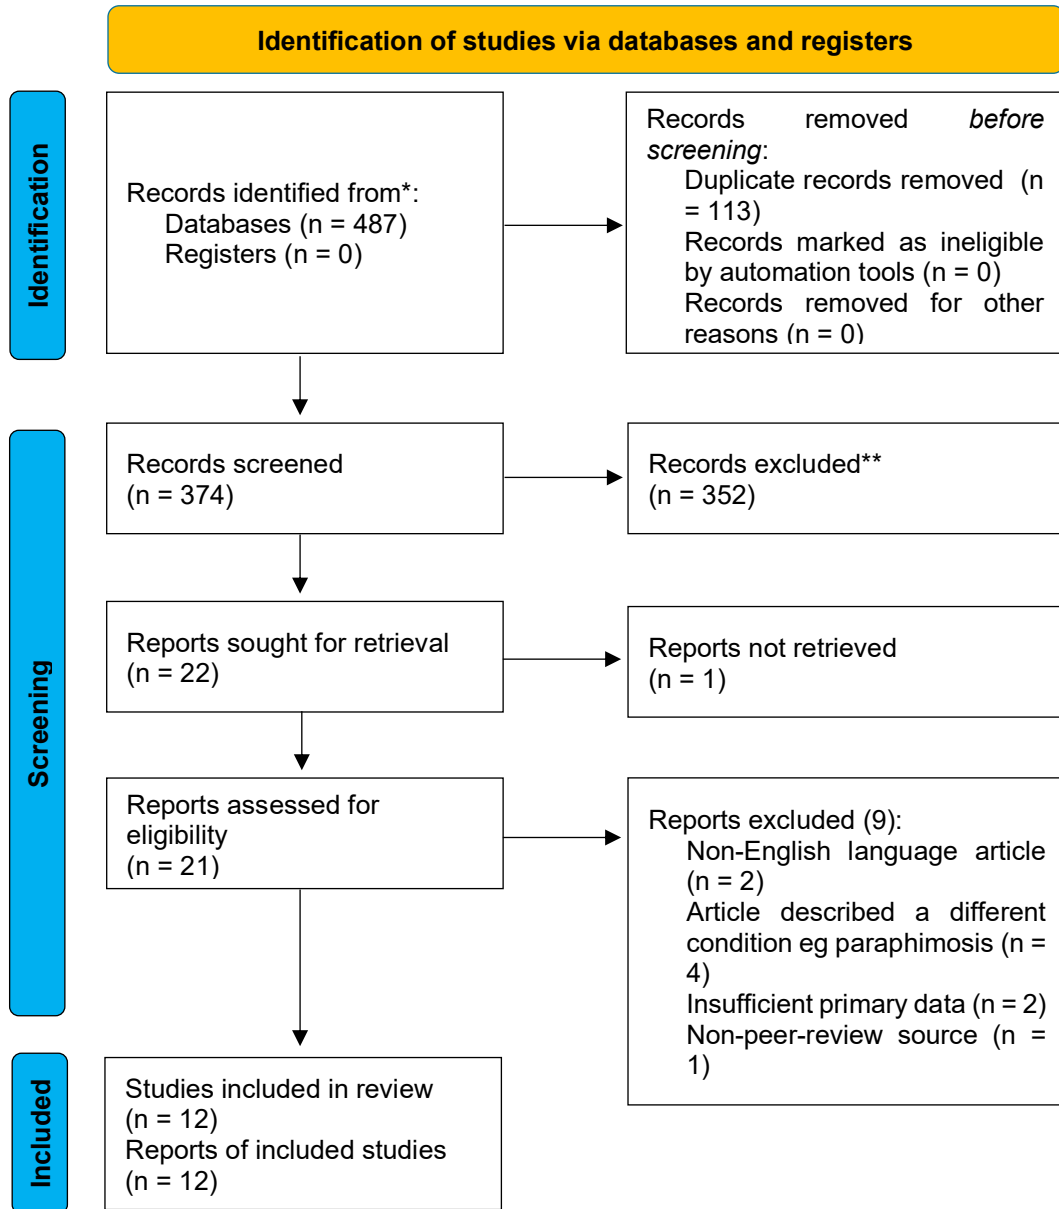 Identification of studies via databases and registers
Identification
Records identified from*:
Databases (n = 487)
Registers (n = 0)
Records removed before
screening:
Duplicate records removed (n
= 113)
Records marked as ineligible
by automation tools (n = 0)
Records removed for other
reasons (n = 0)
Screening
Records screened
(n = 374)
Records excluded**
(n = 352)
Reports sought for retrieval
(n = 22)
Reports not retrieved
(n = 1)
Reports assessed for
eligibility
(n = 21)
Reports excluded (9):
Non-English language article
(n = 2)
Article described a different
condition eg paraphimosis (n =
4)
Insufficient primary data (n = 2)
Non-peer-review source (n =
1)
Included
Studies included in review
(n = 12)
Reports of included studies
(n = 12)